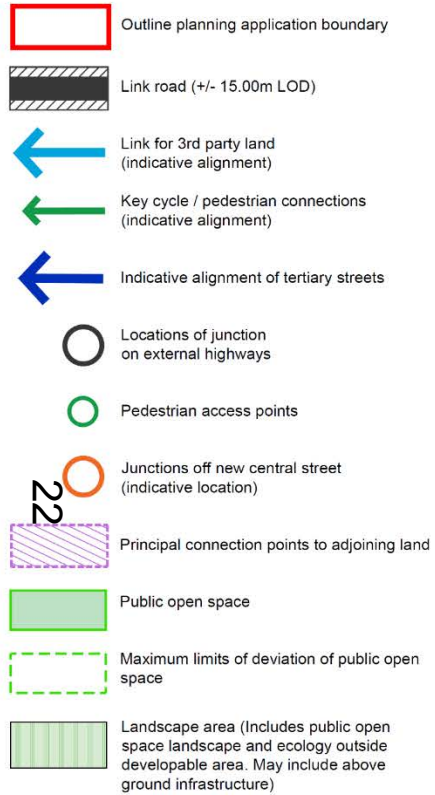 Outline planning application boundary
Link road (+/- 15.00m LOD)
Link for 3rd party land
(indicative alignment)
Key cycle / pedestrian connections
(indicative alignment)
Indicative alignment of tertiary streets
Locations of junction
on external highways
Pedestrian access points
Junctions off new central street
(indicative location)
22
Principal connection points to adjoining land
Public open space
Maximum limits of deviation of public open
space
Landscape area (Includes public open
space landscape and ecology outside
developable area. May include above
ground infrastructure)